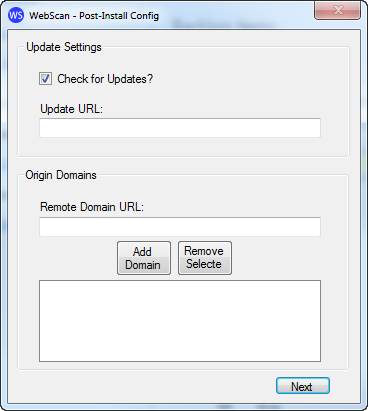 WS WebScan - Post-Install Config
Update Settings
Check for Updates?
Update URL:
Origin Domains
Remote Domain URL:
Add
Domain
Remove
Selecte
Next